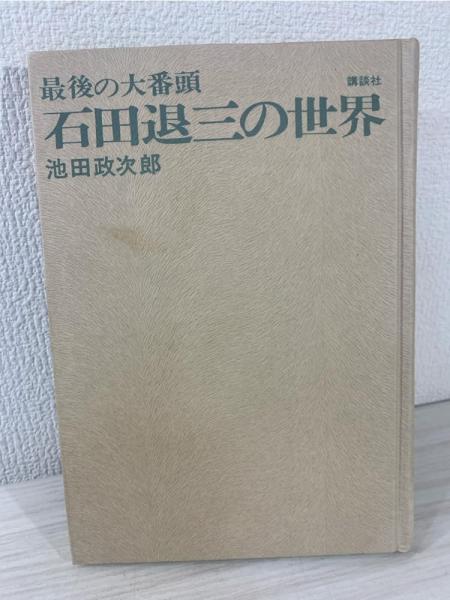 最後の大番頭
講談社
石田退三の世界
池田政次郎